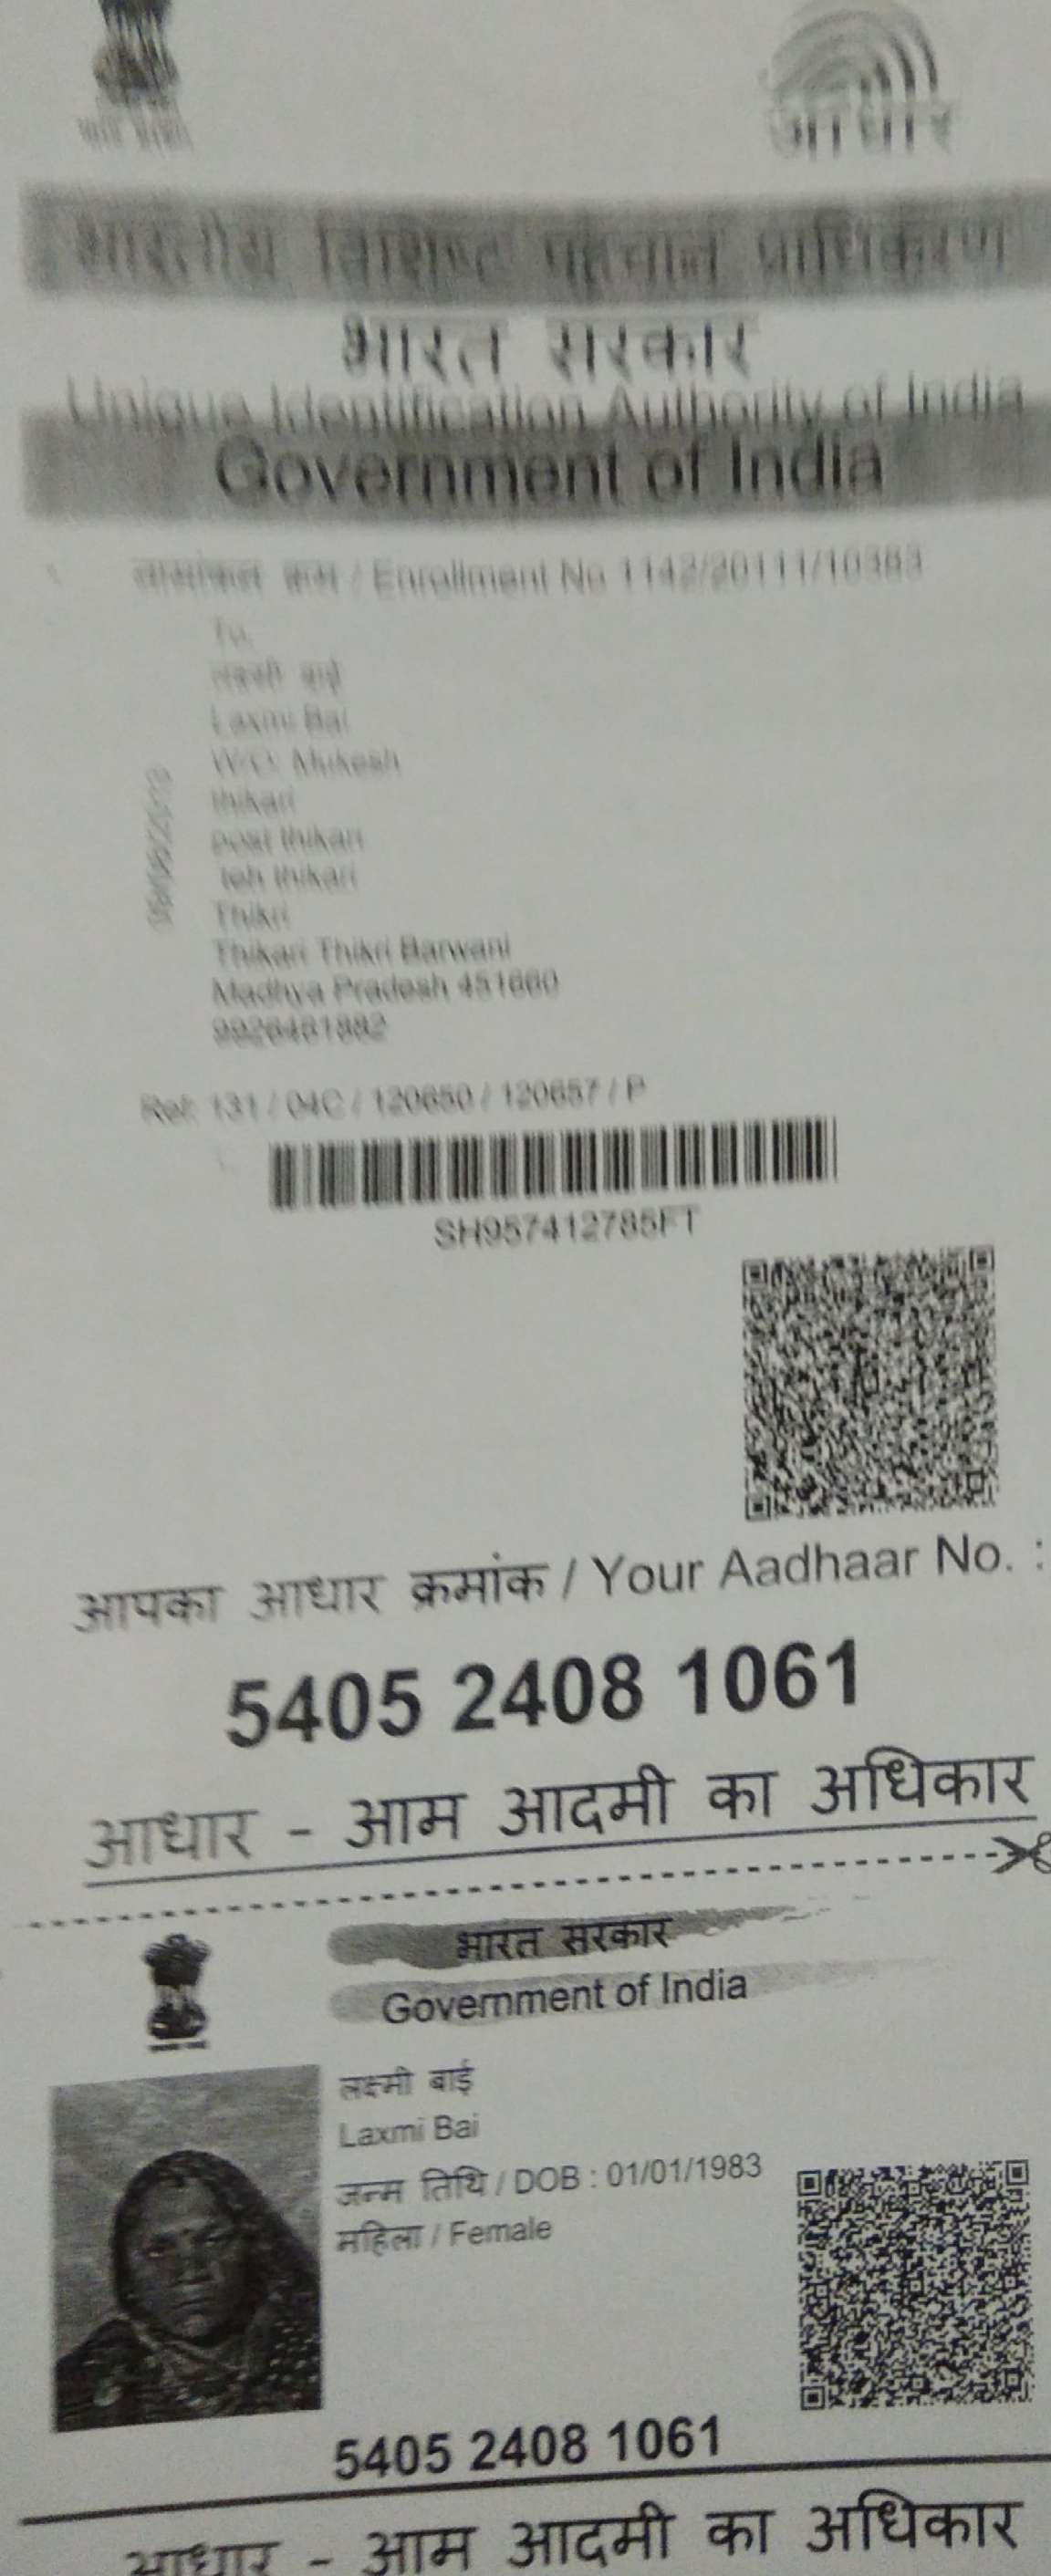 आधार
भारतीय विशिष्ट पहचान प्राधिकरण
भारत सरकार
Unique Identification Authority of India
Government of India
क्रम / Enrollment No 1142/20111/10383
To,
लक्ष्मी बाई
Laxmi Bai
W/O: Mukesh
thikari
post thikari
teh thikari
Thikri
Thikari Thikri Barwani
Madhya Pradesh 451660
9926481882
Ref: 131 / 04C / 120650 / 120657 / P
SH957412785FT
आपका आधार क्रमांक / Your Aadhaar No. :
5405 2408 1061
आधार - आम आदमी का अधिकार
भारत सरकार
Government of India
लक्ष्मी बाई
Laxmi Bai
जन्म तिथि / DOB : 01/01/1983
महिला / Female
5405 2408 1061
आधार - आम आदमी का अधिकार